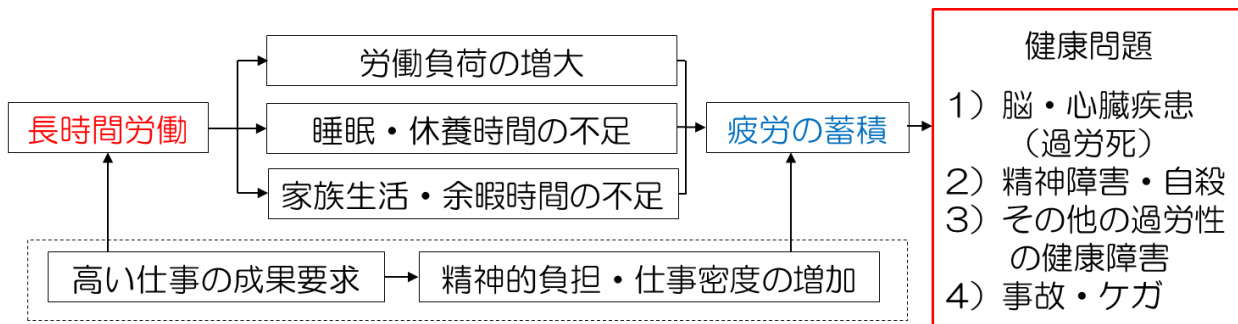 長時間労働
労働負荷の増大
睡眠・休養時間の不足
家族生活・余暇時間の不足
疲労の蓄積
高い仕事の成果要求
精神的負担・仕事密度の増加
健康問題
1）脳・心臓疾患
（過労死）
2）精神障害・自殺
3）その他の過労性
の健康障害
4）事故・ケガ